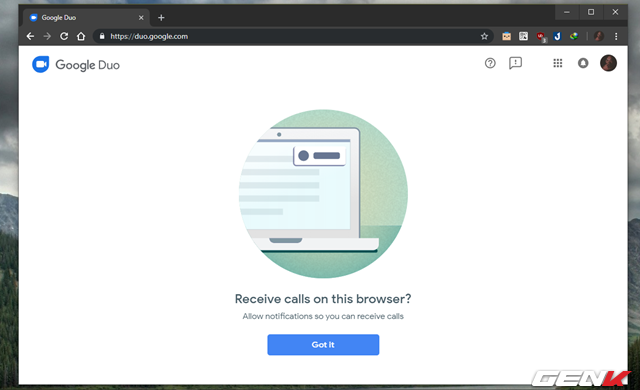 Google Duo
https://duo.google.com
Google Duo
Receive calls on this browser?
Allow notifications so you can receive calls
Got it
GENK